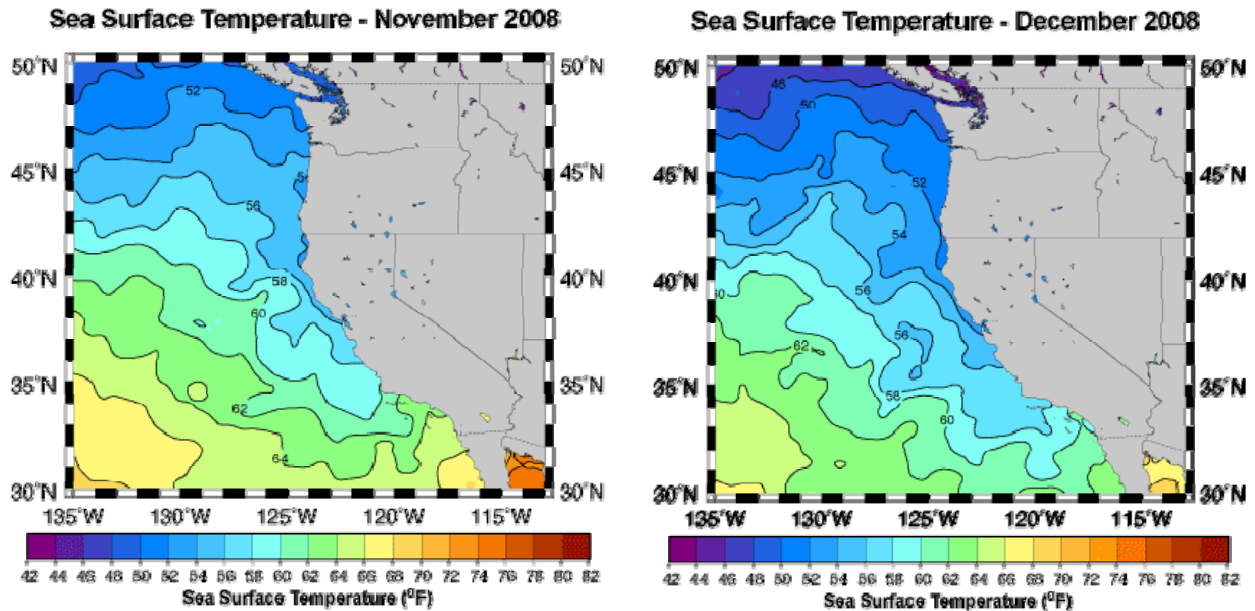 Sea Surface Temperature - November 2008
50°N 50°N
52
45°N 45°N
56
40°N 58 40°N
60
35°N 35°N
62
64
30°N 30°N
135°W 130°W 125°W 120°W 115°W
42 44 46 48 50 52 54 56 58 60 62 64 66 68 70 72 74 76 78 80 82
Sea Surface Temperature (°F)
Sea Surface Temperature - December 2008
50°N 50°N
50
45°N 52 45°N
54
40°N 56 40°N
60
56
62
35°N 58 35°N
60
30°N 30°N
135°W 130°W 125°W 120°W 115°W
42 44 46 48 50 52 54 56 58 60 62 64 66 68 70 72 74 76 78 80 82
Sea Surface Temperature (°F)